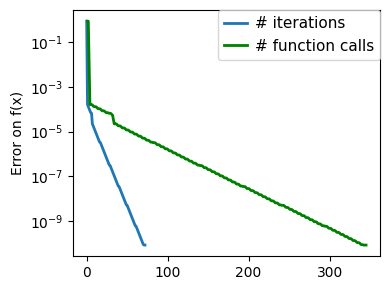 # iterations
# function calls
Error on f(x)
10⁻¹
10⁻³
10⁻⁵
10⁻⁷
10⁻⁹
0 100 200 300